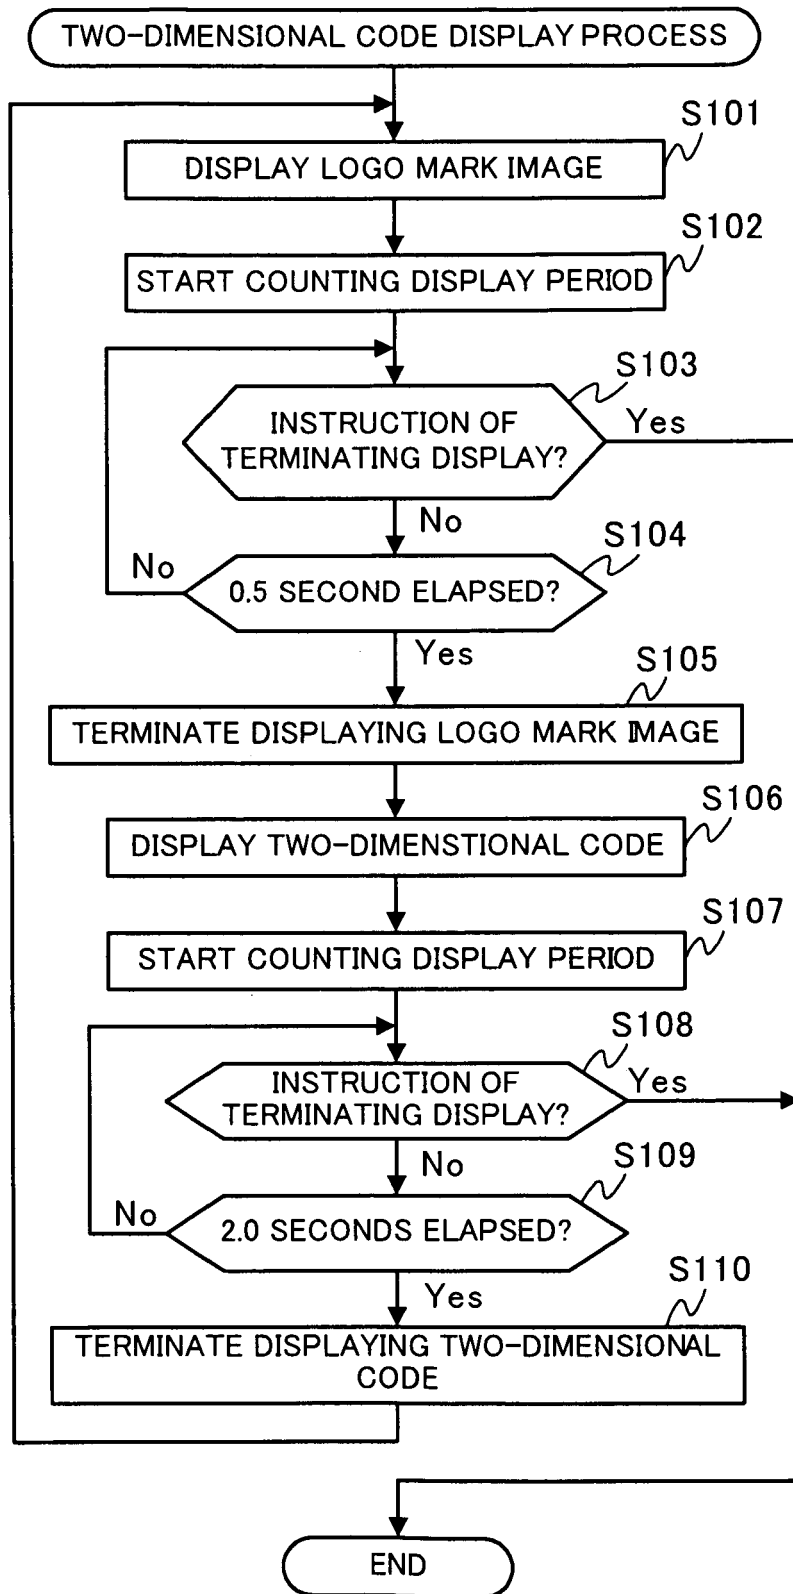 TWO-DIMENSIONAL CODE DISPLAY PROCESS
S101
DISPLAY LOGO MARK IMAGE
S102
START COUNTING DISPLAY PERIOD
S103
INSTRUCTION OF
TERMINATING DISPLAY?
Yes
No
S104
No
0.5 SECOND ELAPSED?
Yes
S105
TERMINATE DISPLAYING LOGO MARK IMAGE
S106
DISPLAY TWO-DIMENSTIONAL CODE
S107
START COUNTING DISPLAY PERIOD
S108
INSTRUCTION OF
TERMINATING DISPLAY?
Yes
No
S109
No
2.0 SECONDS ELAPSED?
Yes
S110
TERMINATE DISPLAYING TWO-DIMENSIONAL
CODE
END